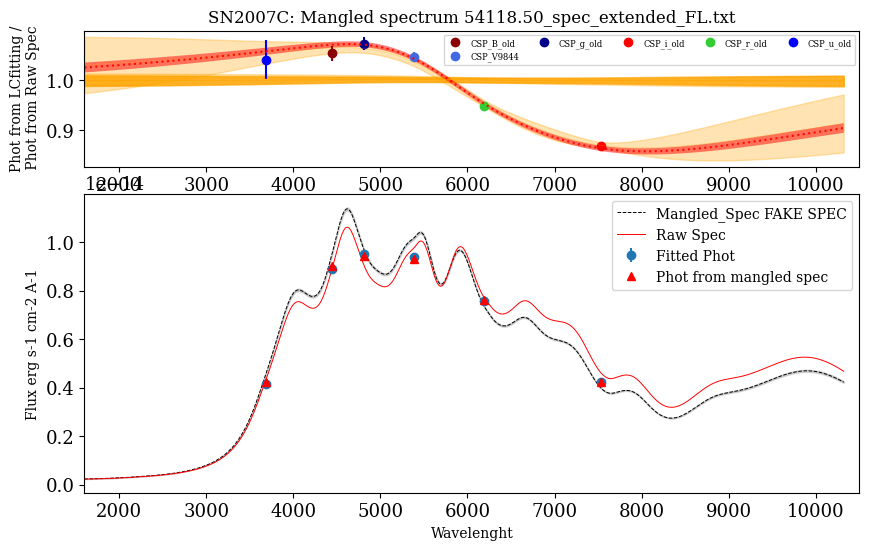 SN2007C: Mangled spectrum 54118.50_spec_extended_FL.txt
Phot from LCfitting /
Phot from Raw Spec
1.0
0.9
CSP_B_old CSP_g_old CSP_i_old CSP_r_old CSP_u_old
CSP_V9844
2000 3000 4000 5000 6000 7000 8000 9000 10000
1e−14
Flux erg s-1 cm-2 A-1
1.0
0.8
0.6
0.4
0.2
0.0
Mangled_Spec FAKE SPEC
Raw Spec
Fitted Phot
Phot from mangled spec
2000 3000 4000 5000 6000 7000 8000 9000 10000
Wavelenght